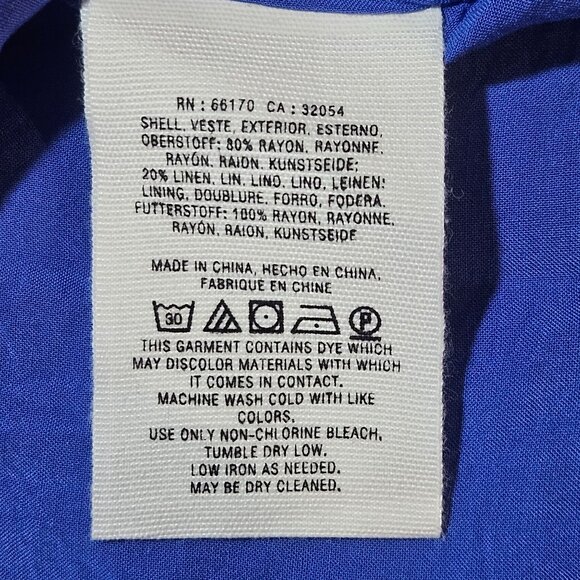 RN : 66170 CA : 32054
SHELL, VESTE, EXTERIOR, ESTERNO,
OBERSTOFF: 80% RAYON, RAYONNE,
RAYÓN, RAION, KUNSTSEIDE;
20% LINEN, LIN, LINO, LINO, LEINEN;
LINING, DOUBLURE, FORRO, FODERA,
FUTTERSTOFF: 100% RAYON, RAYONNE,
RAYÓN, RAION, KUNSTSEIDE
MADE IN CHINA, HECHO EN CHINA,
FABRIQUÉ EN CHINE
30 P
THIS GARMENT CONTAINS DYE WHICH
MAY DISCOLOR MATERIALS WITH WHICH
IT COMES IN CONTACT.
MACHINE WASH COLD WITH LIKE
COLORS,
USE ONLY NON-CHLORINE BLEACH,
TUMBLE DRY LOW.
LOW IRON AS NEEDED.
MAY BE DRY CLEANED.